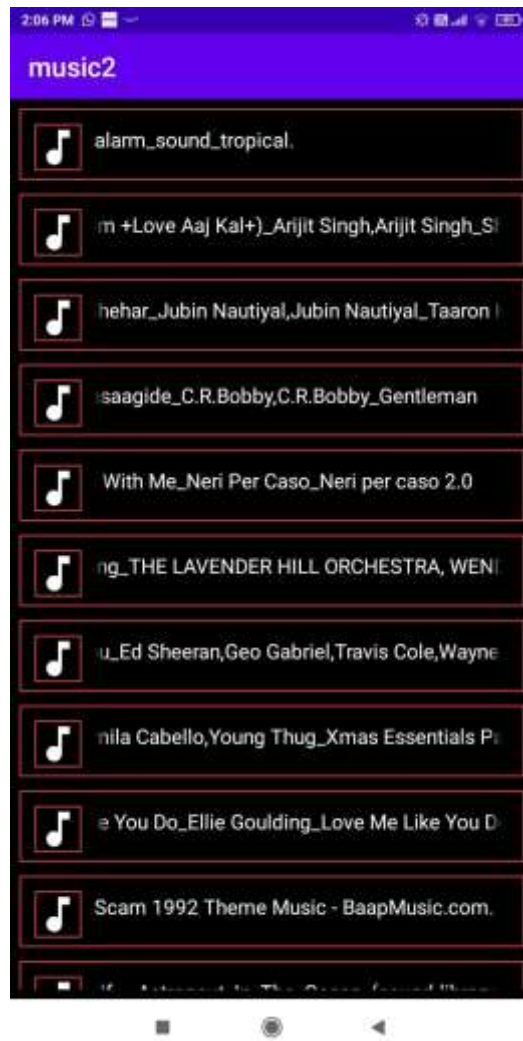 2:06 PM
music2
alarm_sound_tropical.
m +Love Aaj Kal+)_Arijit Singh,Arijit Singh_S
hehar_Jubin Nautiyal,Jubin Nautiyal_Taaron
saagide_C.R.Bobby,C.R.Bobby_Gentleman
With Me_Neri Per Caso_Neri per caso 2.0
ng_THE LAVENDER HILL ORCHESTRA, WEN
u_Ed Sheeran,Geo Gabriel,Travis Cole,Wayne
nila Cabello,Young Thug_Xmas Essentials P
e You Do_Ellie Goulding_Love Me Like You D
Scam 1992 Theme Music - BaapMusic.com.